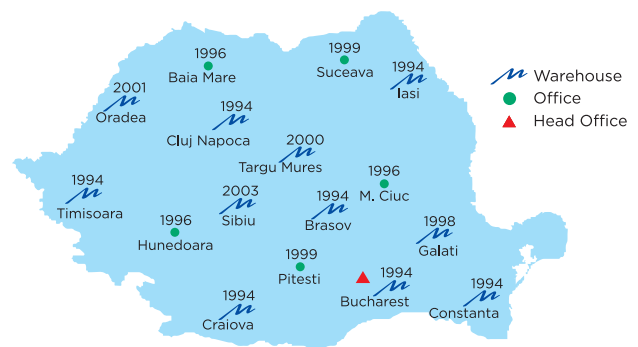 1996
Baia Mare
1999
Suceava
1994
Iasi
Warehouse
Office
Head Office
2001
Oradea
1994
Cluj Napoca
2000
Targu Mures
1996
M. Ciuc
1994
Timisoara
2003
Sibiu
1994
Brasov
1996
Hunedoara
1998
Galati
1999
Pitesti
1994
Bucharest
1994
Constanta
1994
Craiova